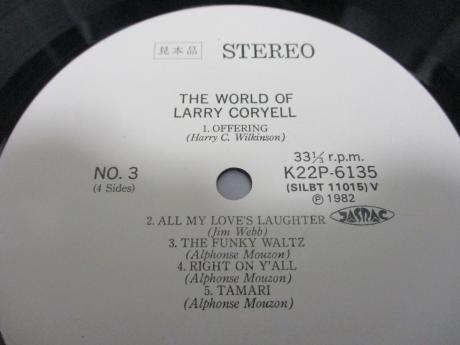 見本品 STEREO
THE WORLD OF
LARRY CORYELL
1. OFFERING
(Harry C. Wilkinson)
NO. 3
(4 Sides)
33⅓ r.p.m.
K22P-6135
(SILBT 11015) V
Ⓟ 1982
2. ALL MY LOVE'S LAUGHTER
(Jim Webb)
JASRAC
3. THE FUNKY WALTZ
(Alphonse Mouzon)
4. RIGHT ON Y'ALL
(Alphonse Mouzon)
5. TAMARI
(Alphonse Mouzon)